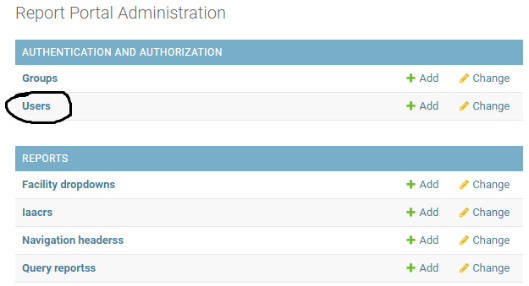 Report Portal Administration
AUTHENTICATION AND AUTHORIZATION
Groups Add Change
Users Add Change
REPORTS
Facility dropdowns Add Change
Iaacrs Add Change
Navigation headerss Add Change
Query reportss Add Change